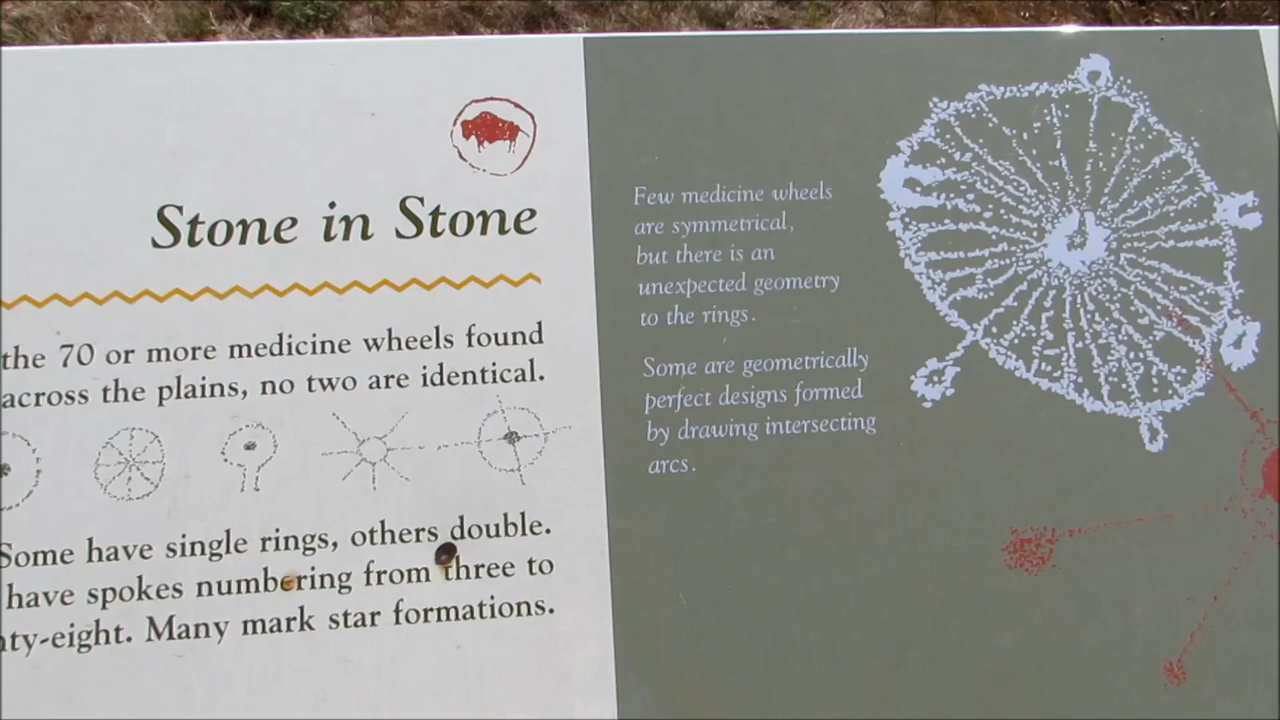 Stone in Stone
the 70 or more medicine wheels found
across the plains, no two are identical.
Some have single rings, others double.
have spokes numbering from three to
nty-eight. Many mark star formations.
Few medicine wheels
are symmetrical,
but there is an
unexpected geometry
to the rings.
Some are geometrically
perfect designs formed
by drawing intersecting
arcs.